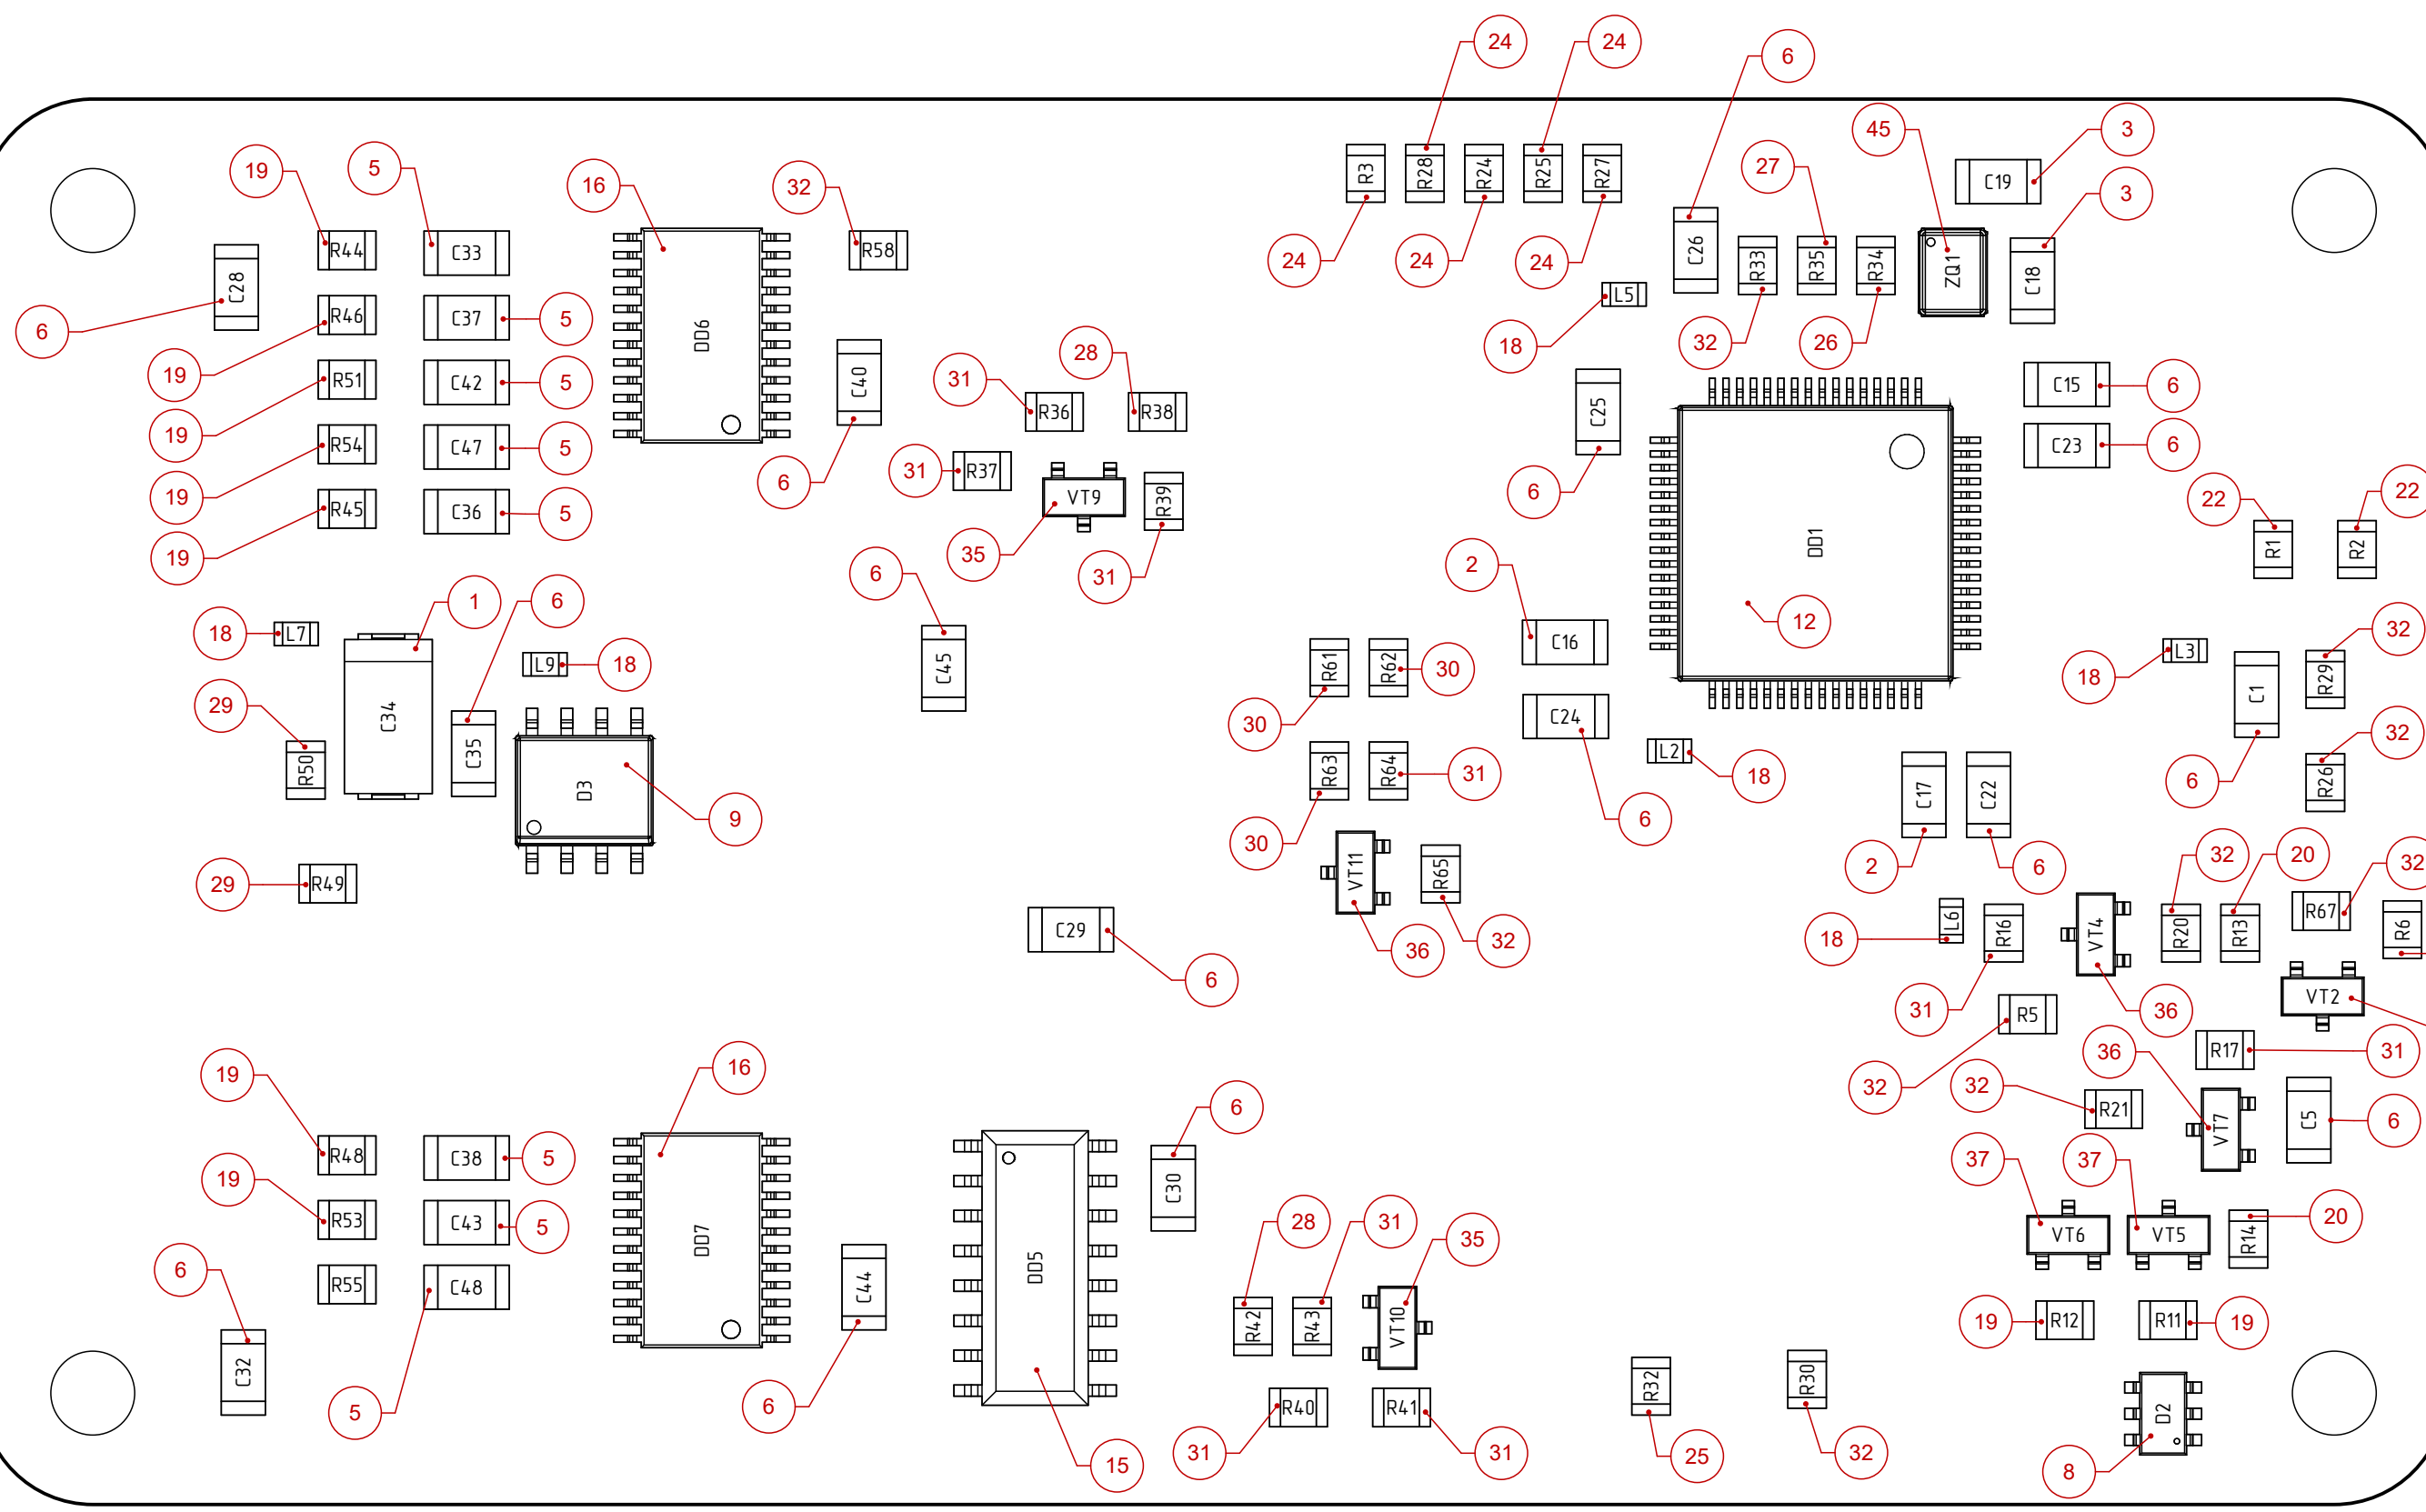 24
24
6
45
3
27
3
19
5
16
32
R3
R28
R24
R25
R27
C19
R44
C33
R58
24
24
24
C26
R33
R35
R34
ZQ1
C18
C28
L5
6
R46
C37
5
DD6
18
32
26
19
R51
C42
5
C40
31
28
R36
R38
C25
C15
6
19
R54
C47
5
6
31
R37
VT9
R39
6
C23
6
19
R45
C36
5
35
31
DD1
22
22
R1
R2
19
2
1
6
6
12
18
L7
L9
18
C45
R61
R62
30
C16
L3
R29
32
18
29
C34
C35
30
C24
C1
R50
D3
R63
R64
31
L2
18
C17
C22
6
R26
32
9
30
6
29
R49
VT11
R65
2
6
32
20
32
C29
36
32
18
L6
R16
VT4
R20
R13
R67
R6
6
31
R5
36
VT2
19
16
32
32
36
R17
31
6
R21
VT7
C5
6
R48
C38
5
C30
37
37
19
R53
C43
5
DD7
DD5
28
31
35
VT6
VT5
R14
20
6
R55
C48
C44
R42
R43
VT10
19
R12
R11
19
C32
5
6
R40
R41
R32
R30
D2
15
31
31
25
32
8